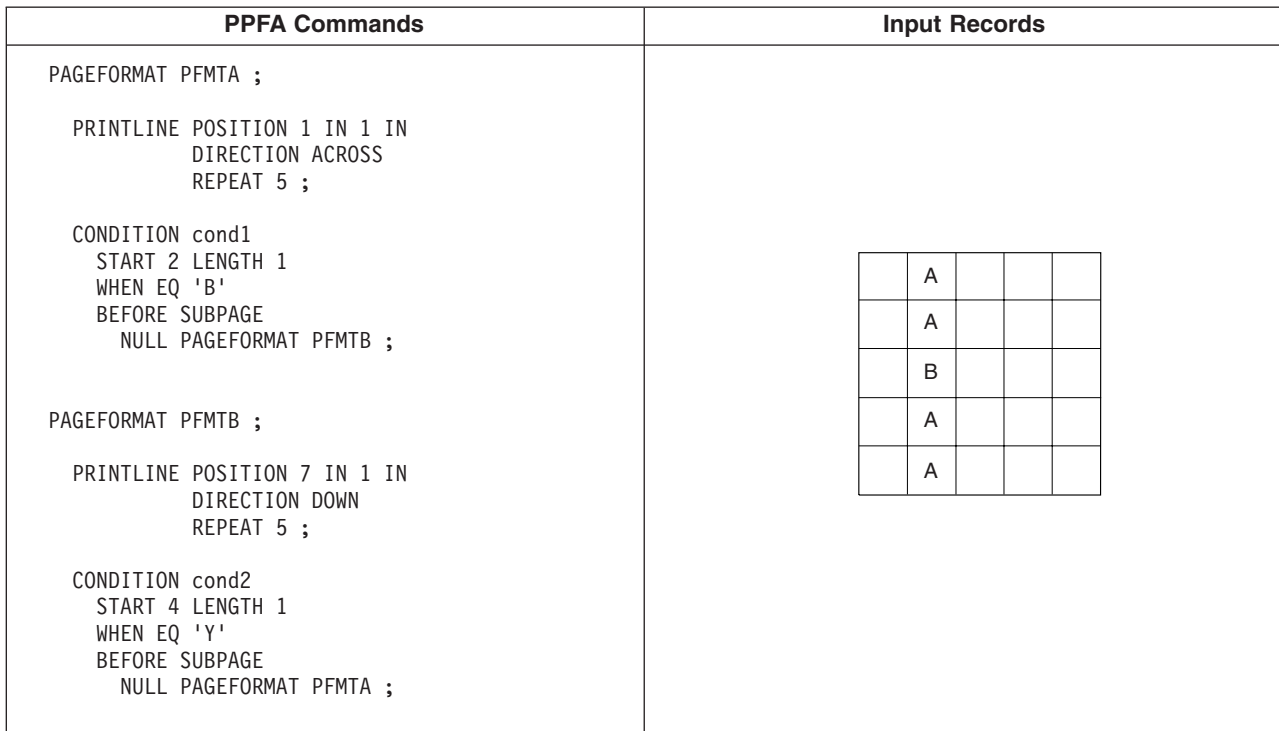 PPFA Commands
Input Records
PAGEFORMAT PFMTA ;
PRINTLINE POSITION 1 IN 1 IN
DIRECTION ACROSS
REPEAT 5 ;
CONDITION cond1
START 2 LENGTH 1
WHEN EQ 'B'
BEFORE SUBPAGE
NULL PAGEFORMAT PFMTB ;
PAGEFORMAT PFMTB ;
PRINTLINE POSITION 7 IN 1 IN
DIRECTION DOWN
REPEAT 5 ;
CONDITION cond2
START 4 LENGTH 1
WHEN EQ 'Y'
BEFORE SUBPAGE
NULL PAGEFORMAT PFMTA ;
A
A
B
A
A